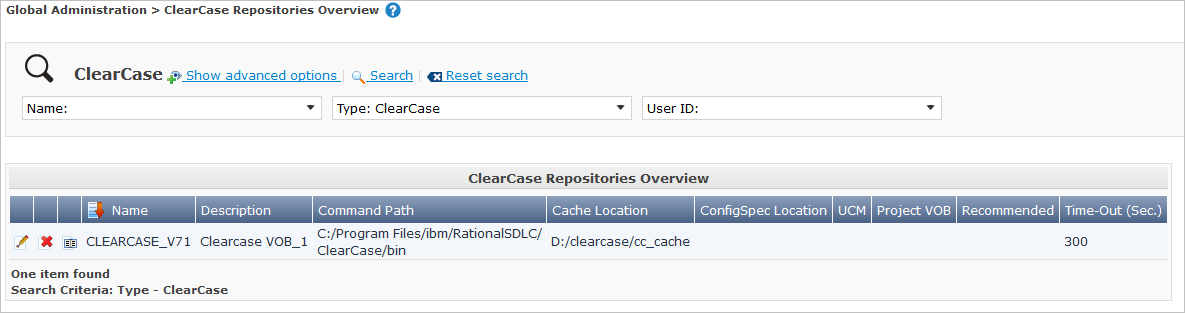 Global Administration > ClearCase Repositories Overview ?
ClearCase Show advanced options | Search | Reset search
Name: Type: ClearCase User ID:
ClearCase Repositories Overview
Name Description Command Path Cache Location ConfigSpec Location UCM Project VOB Recommended Time-Out (Sec.)
CLEARCASE_V71 Clearcase VOB_1 C:/Program Files/ibm/RationalSDLC/ D:/clearcase/cc_cache 300
ClearCase/bin
One item found
Search Criteria: Type - ClearCase